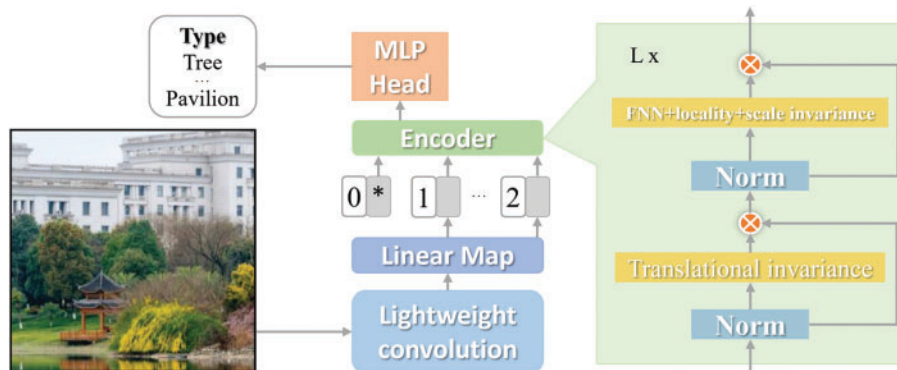 Type
Tree
...
Pavilion
MLP
Head
Encoder
0 * 1 ... 2
Linear Map
Lightweight
convolution
L x
FNN+locality+scale invariance
Norm
Translational invariance
Norm